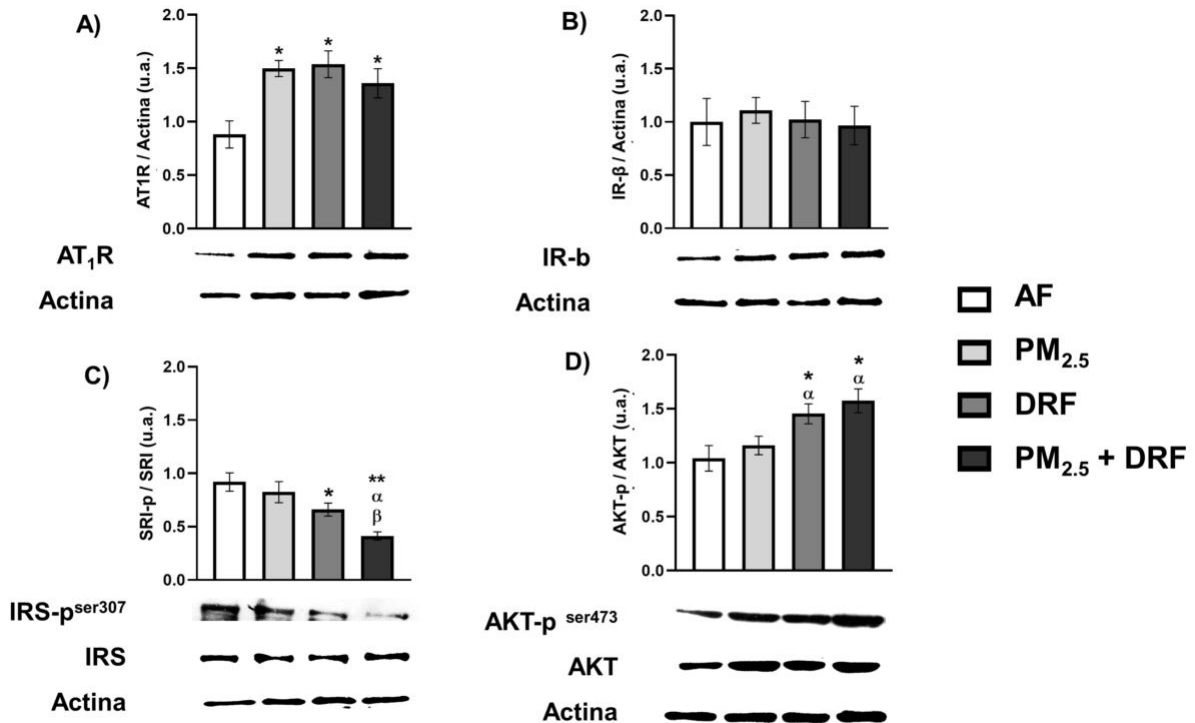 A)
AT1R / Actina (u.a.)
2.0
1.5
1.0
0.5
0.0
*
*
*
AT₁R
Actina
B)
IR-β / Actina (u.a.)
2.0
1.5
1.0
0.5
0.0
IR-b
Actina
C)
SRI-p / SRI (u.a.)
2.0
1.5
1.0
0.5
0.0
*
**
α
β
IRS-pˢᵉʳ³⁰⁷
IRS
Actina
D)
AKT-p / AKT (u.a.)
2.0
1.5
1.0
0.5
0.0
*
α
*
α
AKT-p ˢᵉʳ⁴⁷³
AKT
Actina
AF
PM₂.₅
DRF
PM₂.₅ + DRF